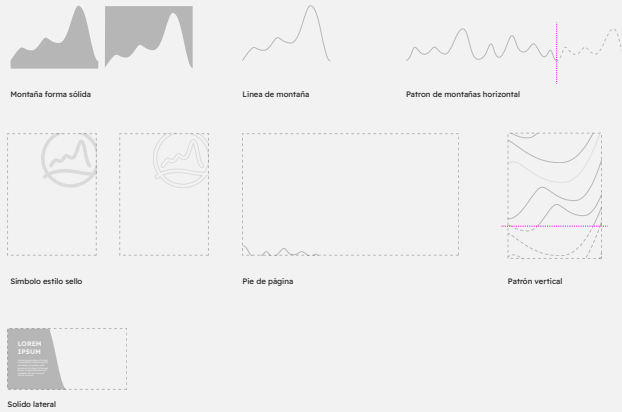 Montaña forma sólida
Linea de montaña
Patron de montañas horizontal
Símbolo estilo sello
Pie de página
Patrón vertical
LOREM
IPSUM
Solido lateral